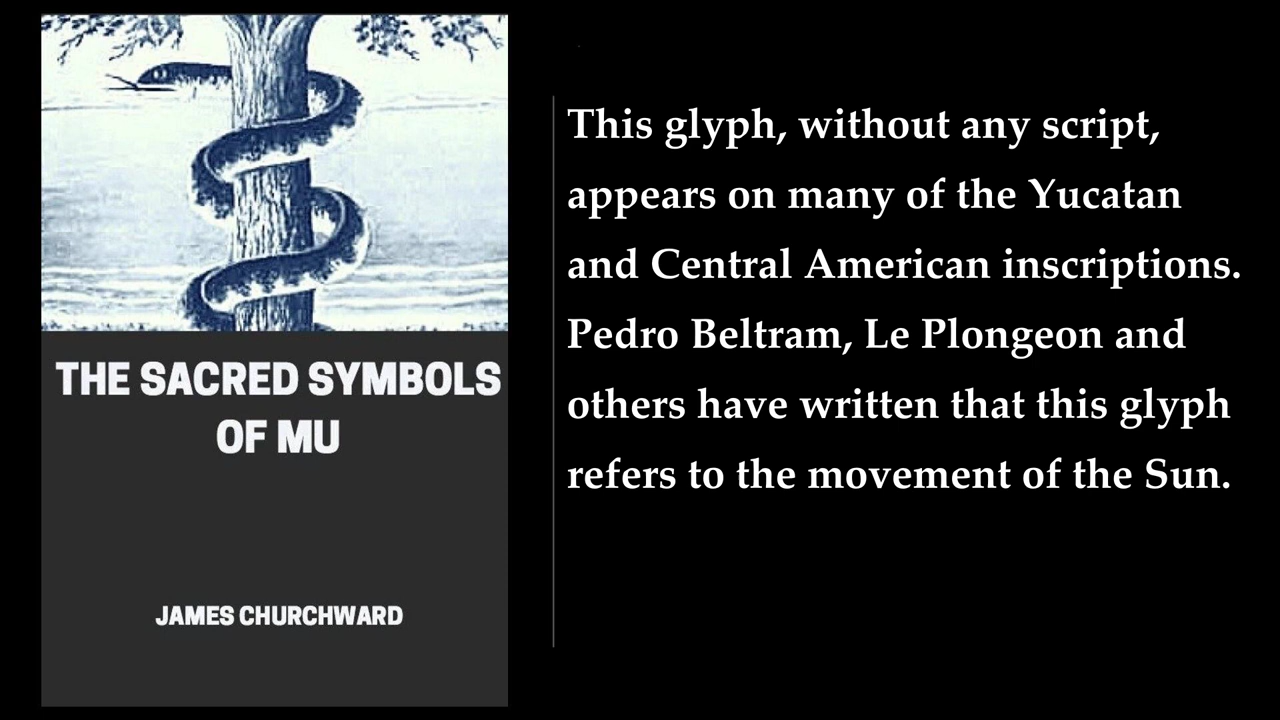 THE SACRED SYMBOLS
OF MU
JAMES CHURCHWARD
This glyph, without any script,
appears on many of the Yucatan
and Central American inscriptions.
Pedro Beltram, Le Plongeon and
others have written that this glyph
refers to the movement of the Sun.